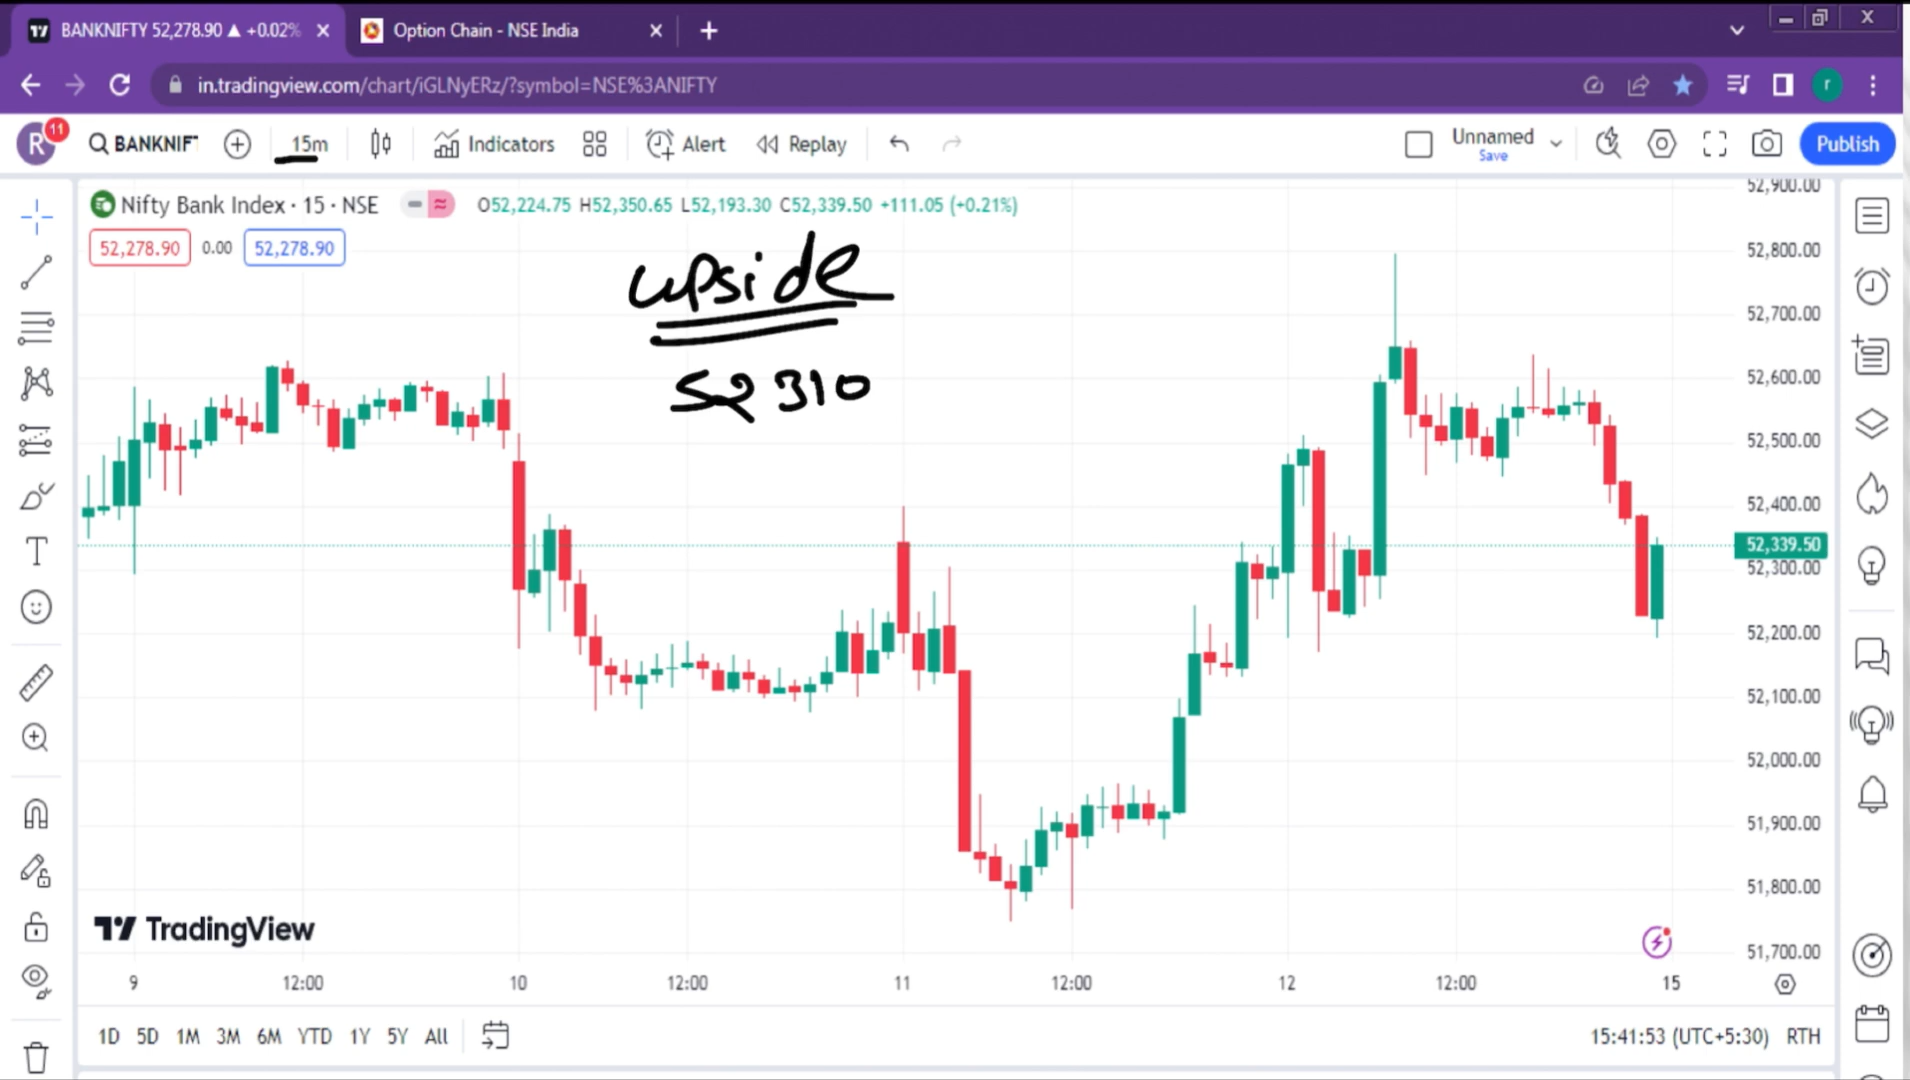 BANKNIFTY 52,278.90 ▲ +0.02%
Option Chain - NSE India
in.tradingview.com/chart/iGLNyERz/?symbol=NSE%3ANIFTY
r
R 11 BANKNIFT 15m Indicators Alert Replay Unnamed Save Publish
Nifty Bank Index · 15 · NSE O52,224.75 H52,350.65 L52,193.30 C52,339.50 +111.05 (+0.21%)
52,278.90 0.00 52,278.90
upside
52310
52,900.00
52,800.00
52,700.00
52,600.00
52,500.00
52,400.00
52,339.50
52,300.00
52,200.00
52,100.00
52,000.00
51,900.00
51,800.00
51,700.00
TradingView
9 12:00 10 12:00 11 12:00 12 12:00 15
1D 5D 1M 3M 6M YTD 1Y 5Y All 15:41:53 (UTC+5:30) RTH